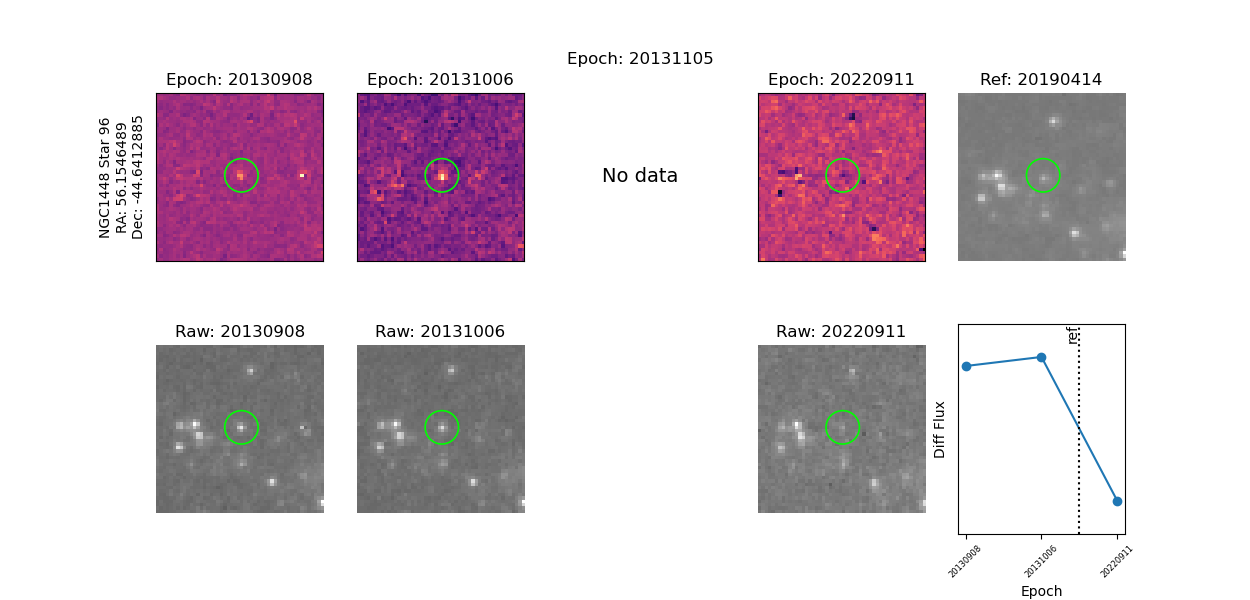 Epoch: 20131105
Epoch: 20130908
Epoch: 20131006
Epoch: 20220911
Ref: 20190414
NGC1448 Star 96
RA: 56.1546489
Dec: -44.6412885
No data
Raw: 20130908
Raw: 20131006
Raw: 20220911
ref
Diff Flux
20130908
20131006
20220911
Epoch